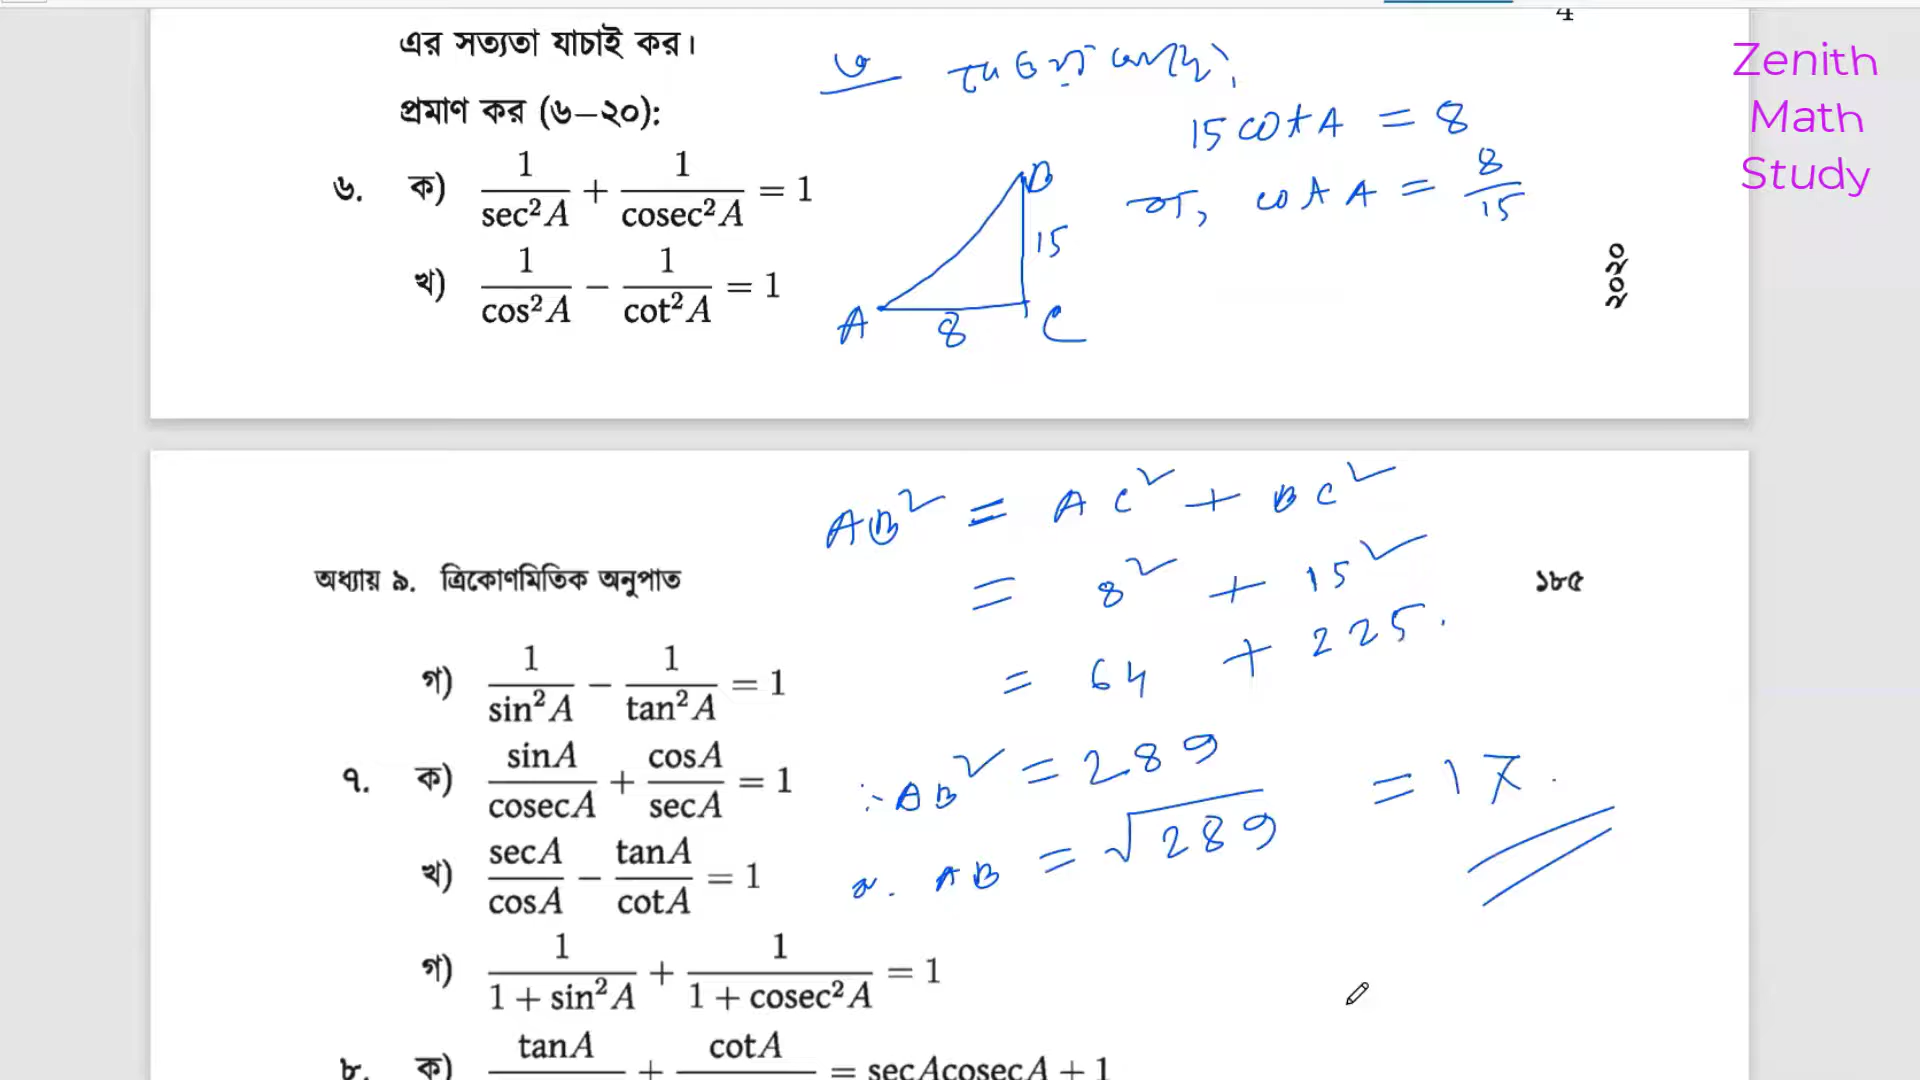 4
এর সত্যতা যাচাই কর।
প্রমাণ কর (৬–২০):
৬. ক) 1/sec²A + 1/cosec²A = 1
খ) 1/cos²A − 1/cot²A = 1
15 cot A = 8
বা, cot A = 8/15
B
15
A 8 C
২০২
Zenith
Math
Study
AB² = AC² + BC²
= 8² + 15²
= 64 + 225.
∴ AB² = 289
AB = √289 = 17.
অধ্যায় ৯. ত্রিকোণমিতিক অনুপাত ১৮৫
গ) 1/sin²A − 1/tan²A = 1
৭. ক) sinA/cosecA + cosA/secA = 1
খ) secA/cosA − tanA/cotA = 1
গ) 1/(1 + sin²A) + 1/(1 + cosec²A) = 1
৮. ক) tanA + cotA = secAcosecA + 1